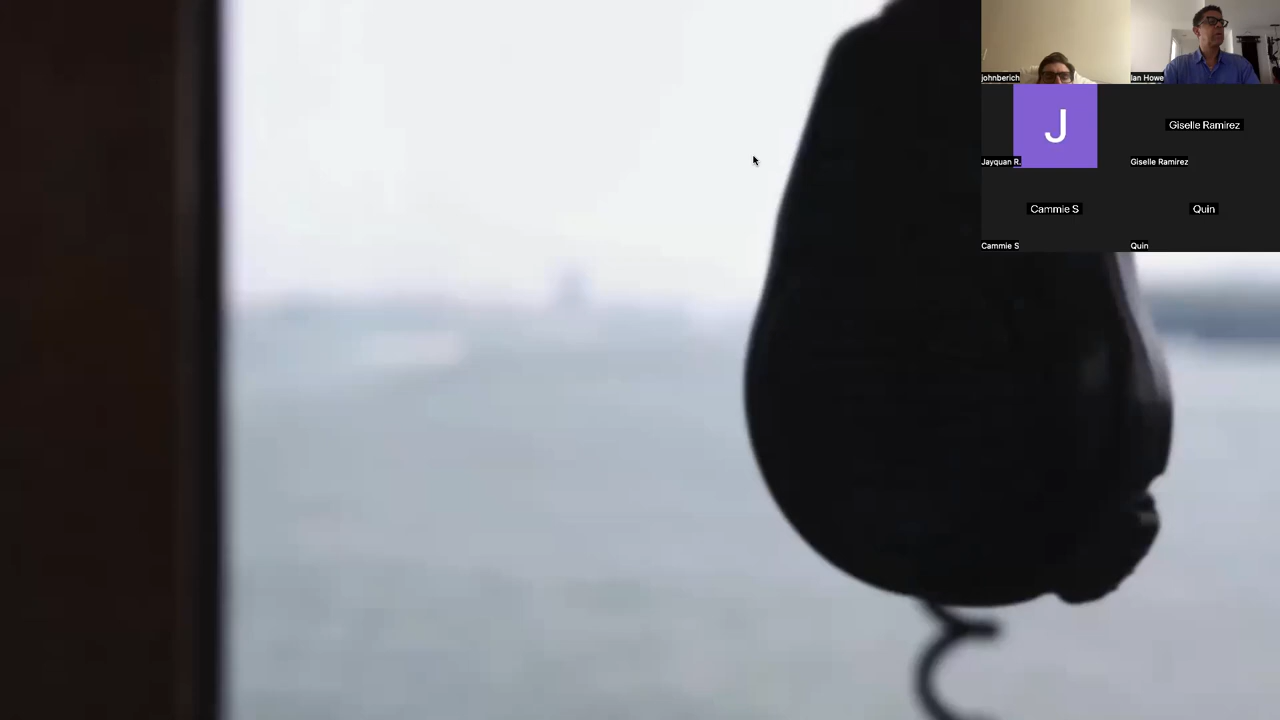 johnberich
Ian Howe
J
Giselle Ramirez
Jayquan R.
Giselle Ramirez
Cammie S
Quin
Cammie S
Quin